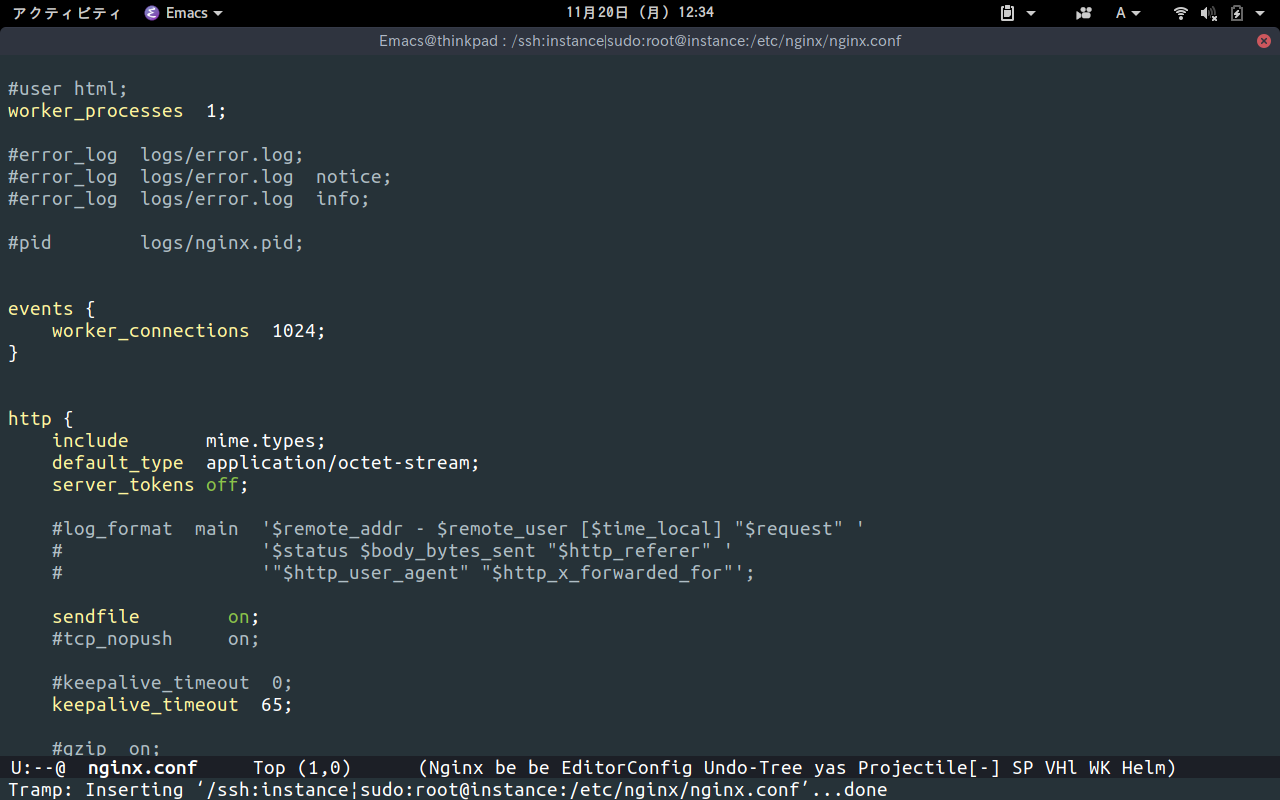 アクティビティ Emacs 11月20日 (月) 12:34 A
Emacs@thinkpad : /ssh:instance|sudo:root@instance:/etc/nginx/nginx.conf
#user html;
worker_processes  1;
#error_log  logs/error.log;
#error_log  logs/error.log  notice;
#error_log  logs/error.log  info;
#pid        logs/nginx.pid;
events {
    worker_connections  1024;
}
http {
    include       mime.types;
    default_type  application/octet-stream;
    server_tokens off;
    #log_format  main  '$remote_addr - $remote_user [$time_local] "$request" '
    #                  '$status $body_bytes_sent "$http_referer" '
    #                  '"$http_user_agent" "$http_x_forwarded_for"';
    sendfile        on;
    #tcp_nopush     on;
    #keepalive_timeout  0;
    keepalive_timeout  65;
    #gzip  on;
U:--@  nginx.conf     Top (1,0)      (Nginx be be EditorConfig Undo-Tree yas Projectile[-] SP VHl WK Helm)
Tramp: Inserting ‘/ssh:instance¦sudo:root@instance:/etc/nginx/nginx.conf’...done